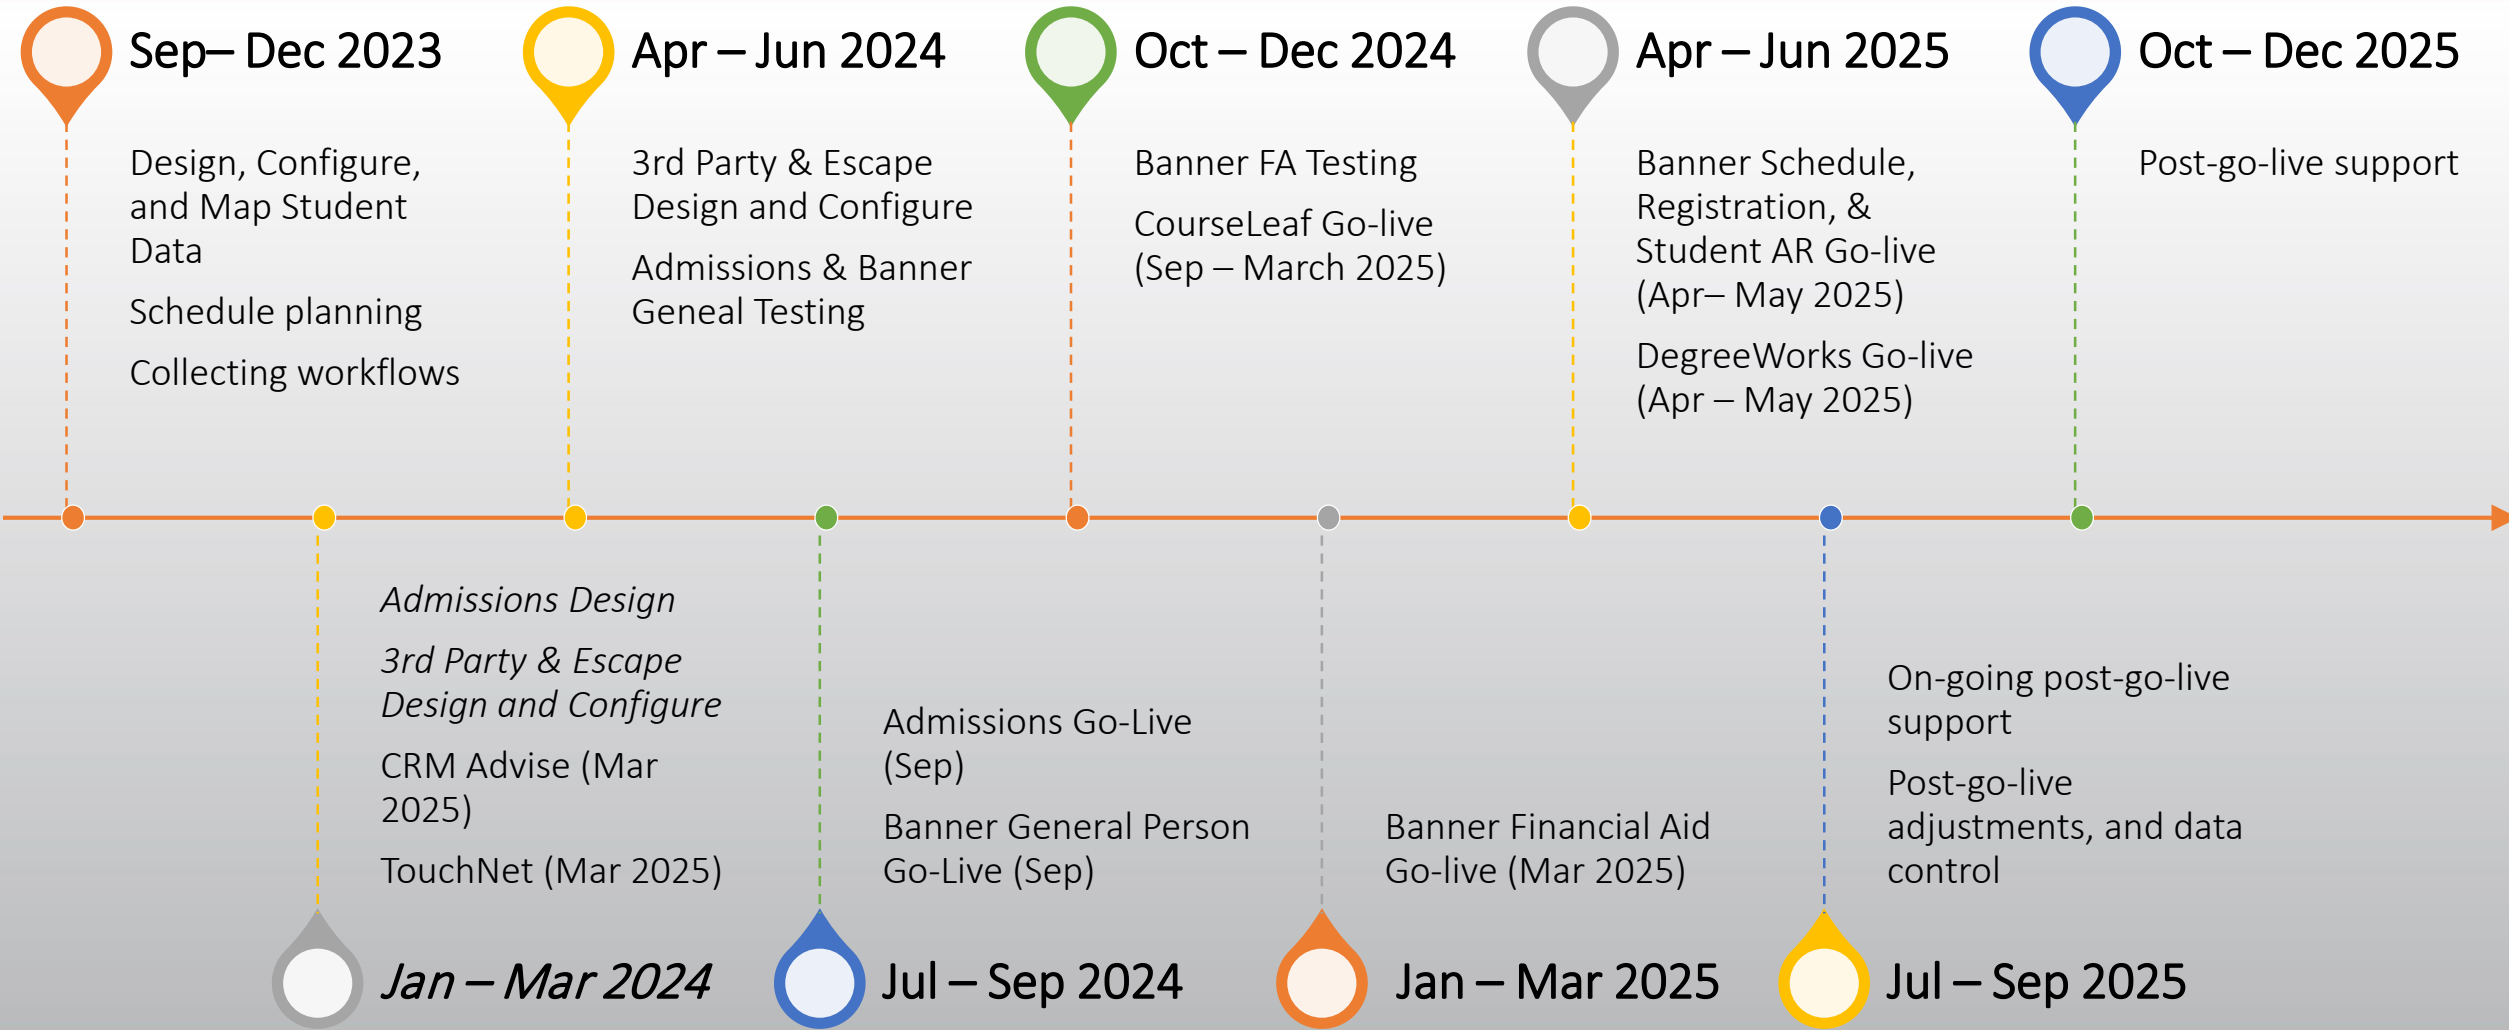 Sep– Dec 2023
Design, Configure,
and Map Student
Data
Schedule planning
Collecting workflows
Apr – Jun 2024
3rd Party & Escape
Design and Configure
Admissions & Banner
Geneal Testing
Oct – Dec 2024
Banner FA Testing
CourseLeaf Go-live
(Sep – March 2025)
Apr – Jun 2025
Banner Schedule,
Registration, &
Student AR Go-live
(Apr– May 2025)
DegreeWorks Go-live
(Apr – May 2025)
Oct – Dec 2025
Post-go-live support
Admissions Design
3rd Party & Escape
Design and Configure
CRM Advise (Mar
2025)
TouchNet (Mar 2025)
Jan – Mar 2024
Admissions Go-Live
(Sep)
Banner General Person
Go-Live (Sep)
Jul – Sep 2024
Banner Financial Aid
Go-live (Mar 2025)
Jan – Mar 2025
On-going post-go-live
support
Post-go-live
adjustments, and data
control
Jul – Sep 2025